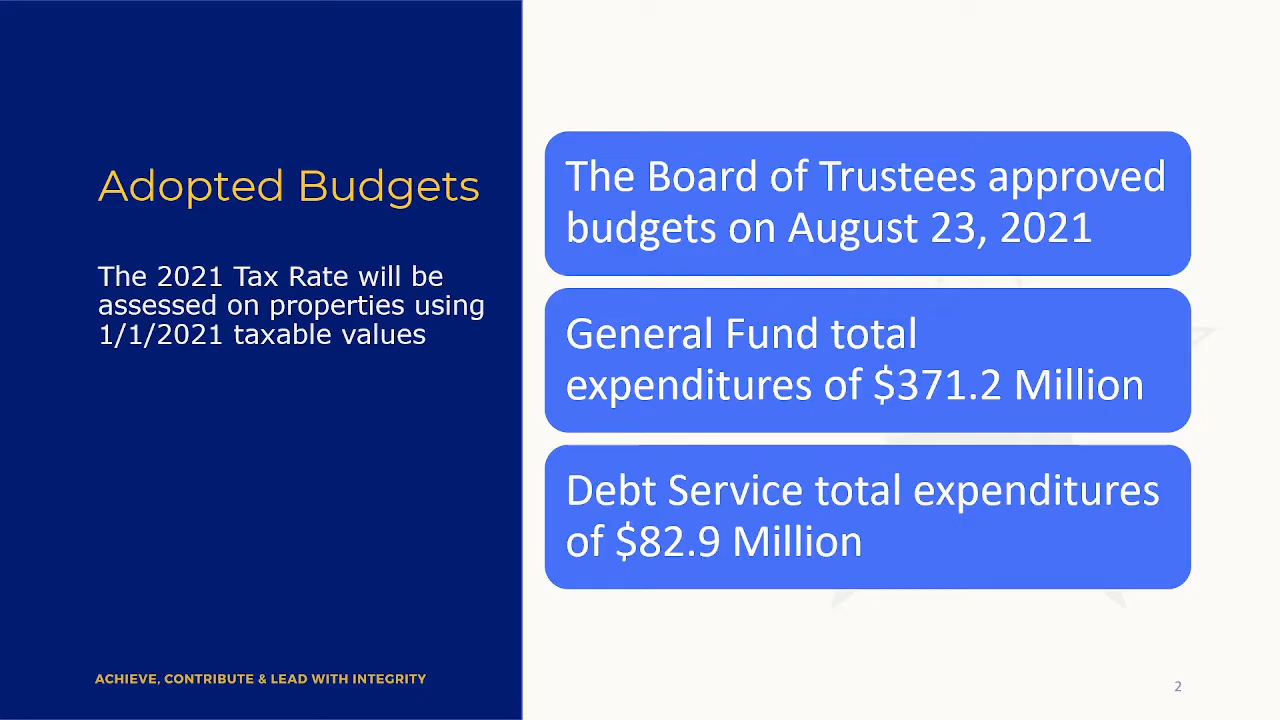 Adopted Budgets
The 2021 Tax Rate will be
assessed on properties using
1/1/2021 taxable values
The Board of Trustees approved
budgets on August 23, 2021
General Fund total
expenditures of $371.2 Million
Debt Service total expenditures
of $82.9 Million
ACHIEVE, CONTRIBUTE & LEAD WITH INTEGRITY
2